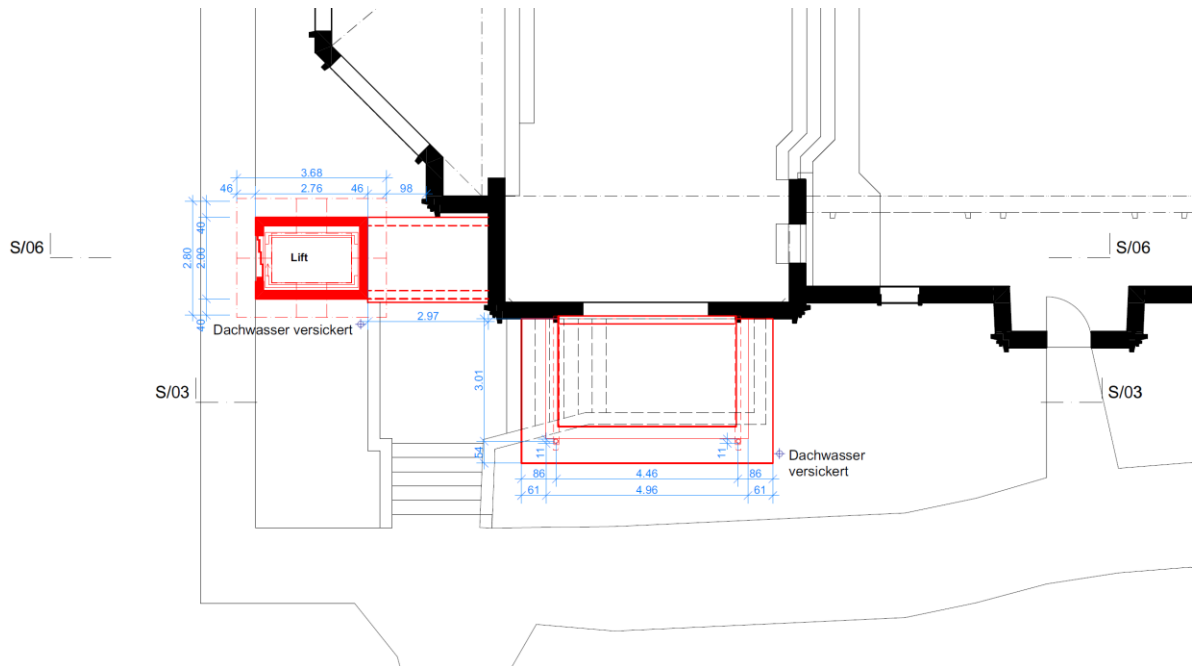 3.68
46
2.76
46
98
S/06
2.80
40
2.00
40
Lift
S/06
Dachwasser versickert
2.97
S/03
3.01
S/03
54
11
11
Dachwasser
versickert
86
4.46
86
61
4.96
61